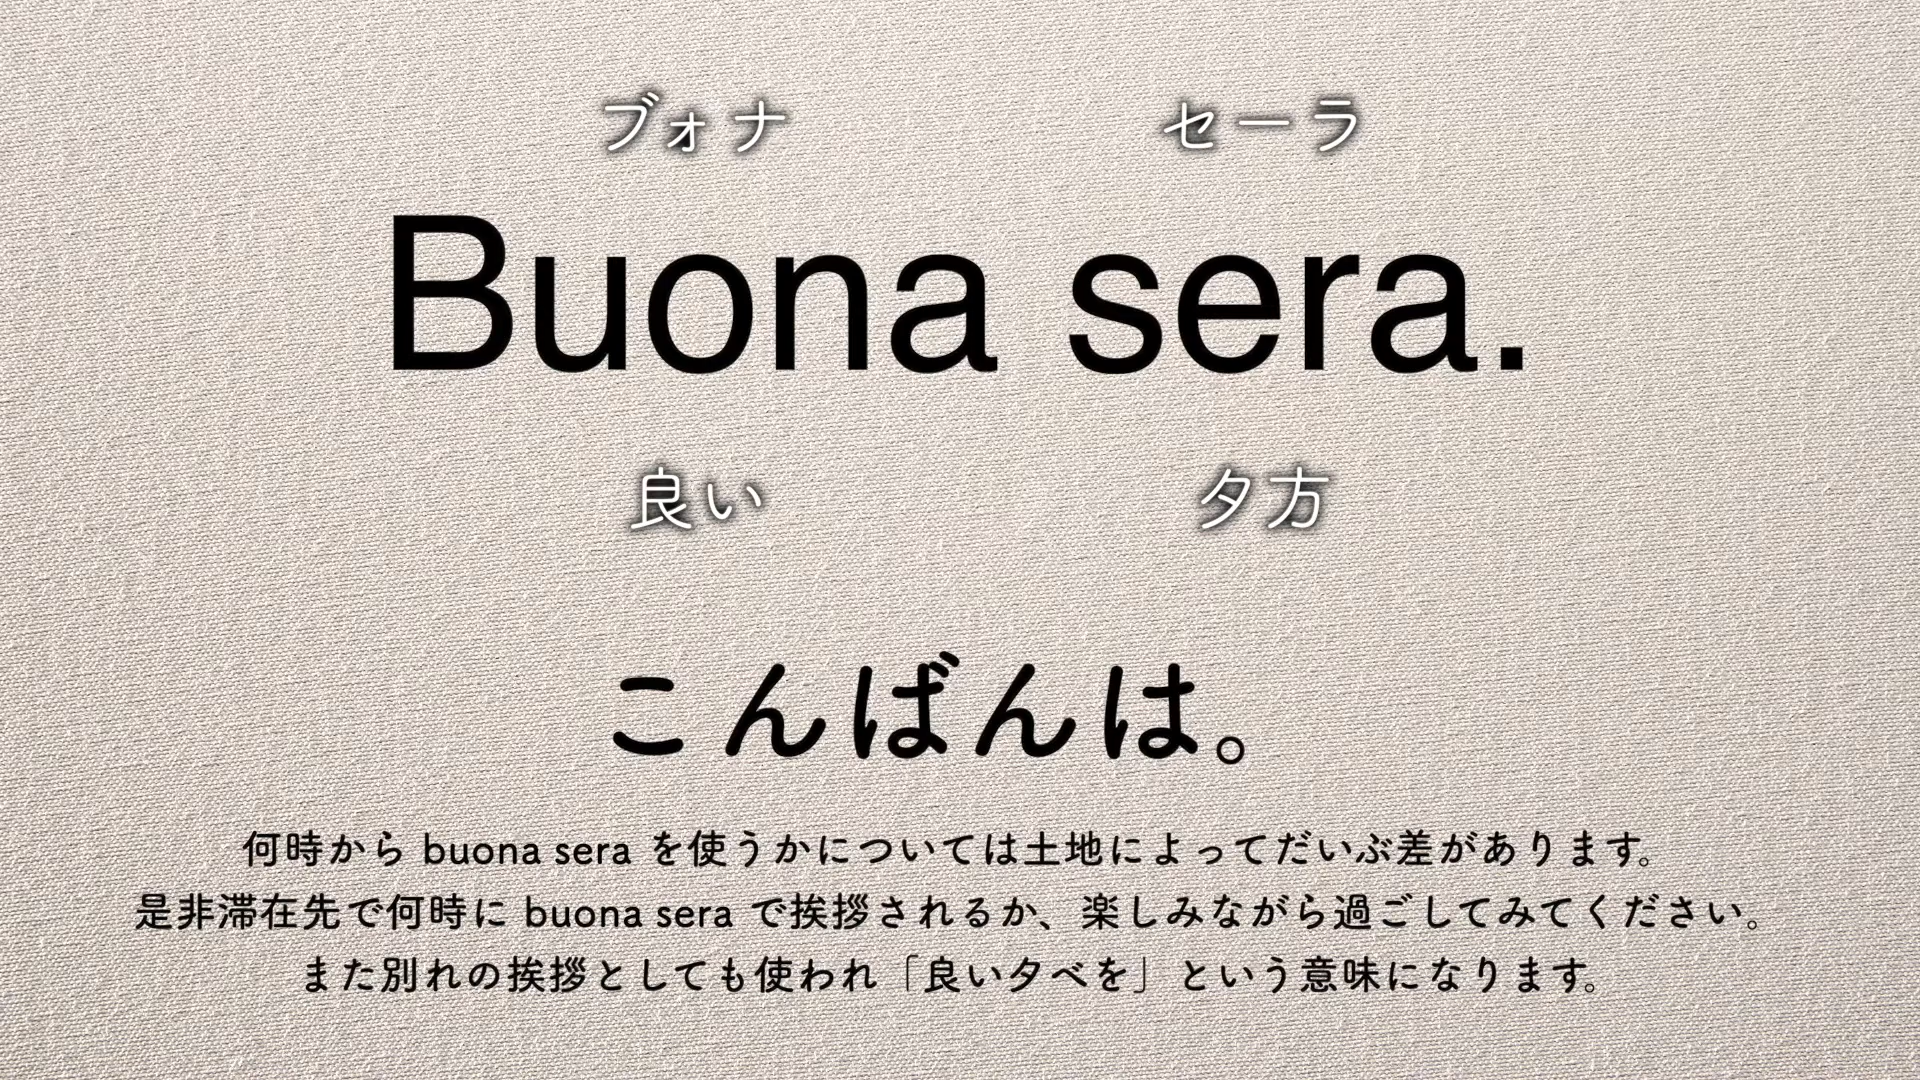 ブォナ セーラ
Buona sera.
良い 夕方
こんばんは。
何時から buona sera を使うかについては土地によってだいぶ差があります。
是非滞在先で何時に buona sera で挨拶されるか、楽しみながら過ごしてみてください。
また別れの挨拶としても使われ「良い夕べを」という意味になります。